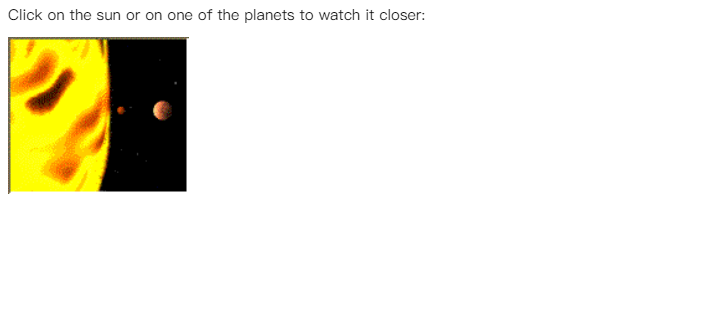 Click on the sun or on one of the planets to watch it closer: